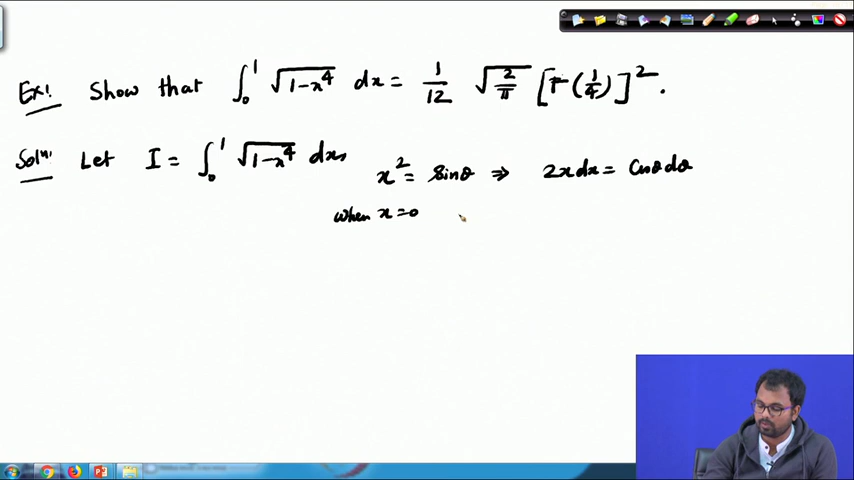 Ex: Show that ∫₀¹ √(1-x⁴) dx = 1/12 √(2/π) [Γ(1/4)]².
Soln: Let I = ∫₀¹ √(1-x⁴) dx, x² = sinθ ⇒ 2x dx = cosθ dθ
when x=0